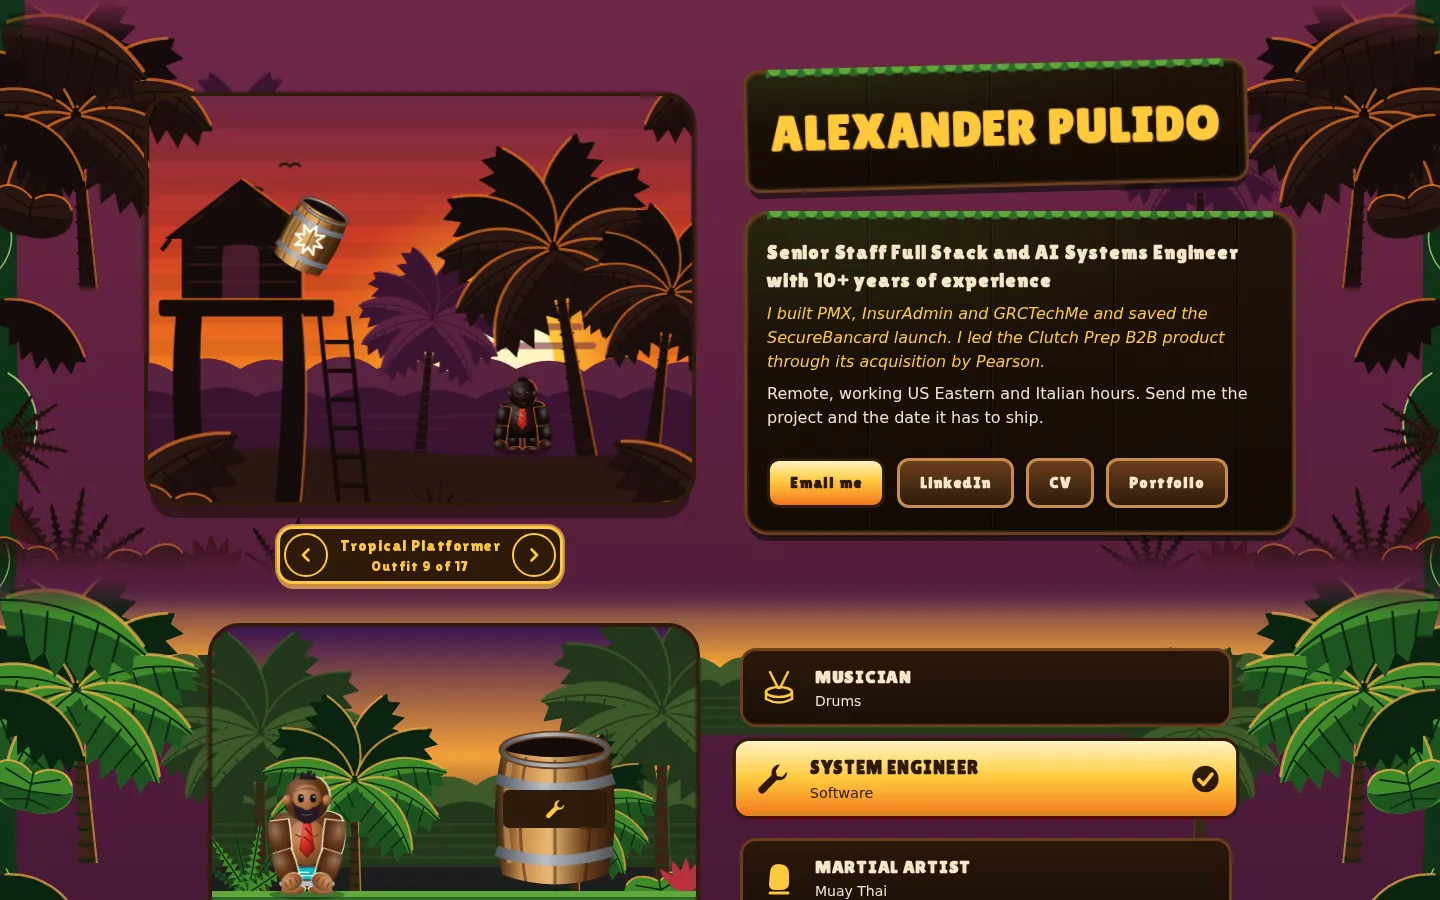 ALEXANDER PULIDO
Senior Staff Full Stack and AI Systems Engineer
with 10+ years of experience
I built PMX, InsurAdmin and GRCTechMe and saved the
SecureBancard launch. I led the Clutch Prep B2B product
through its acquisition by Pearson.
Remote, working US Eastern and Italian hours. Send me the
project and the date it has to ship.
Email me
LinkedIn
CV
Portfolio
Tropical Platformer
Outfit 9 of 17
MUSICIAN
Drums
SYSTEM ENGINEER
Software
MARTIAL ARTIST
Muay Thai